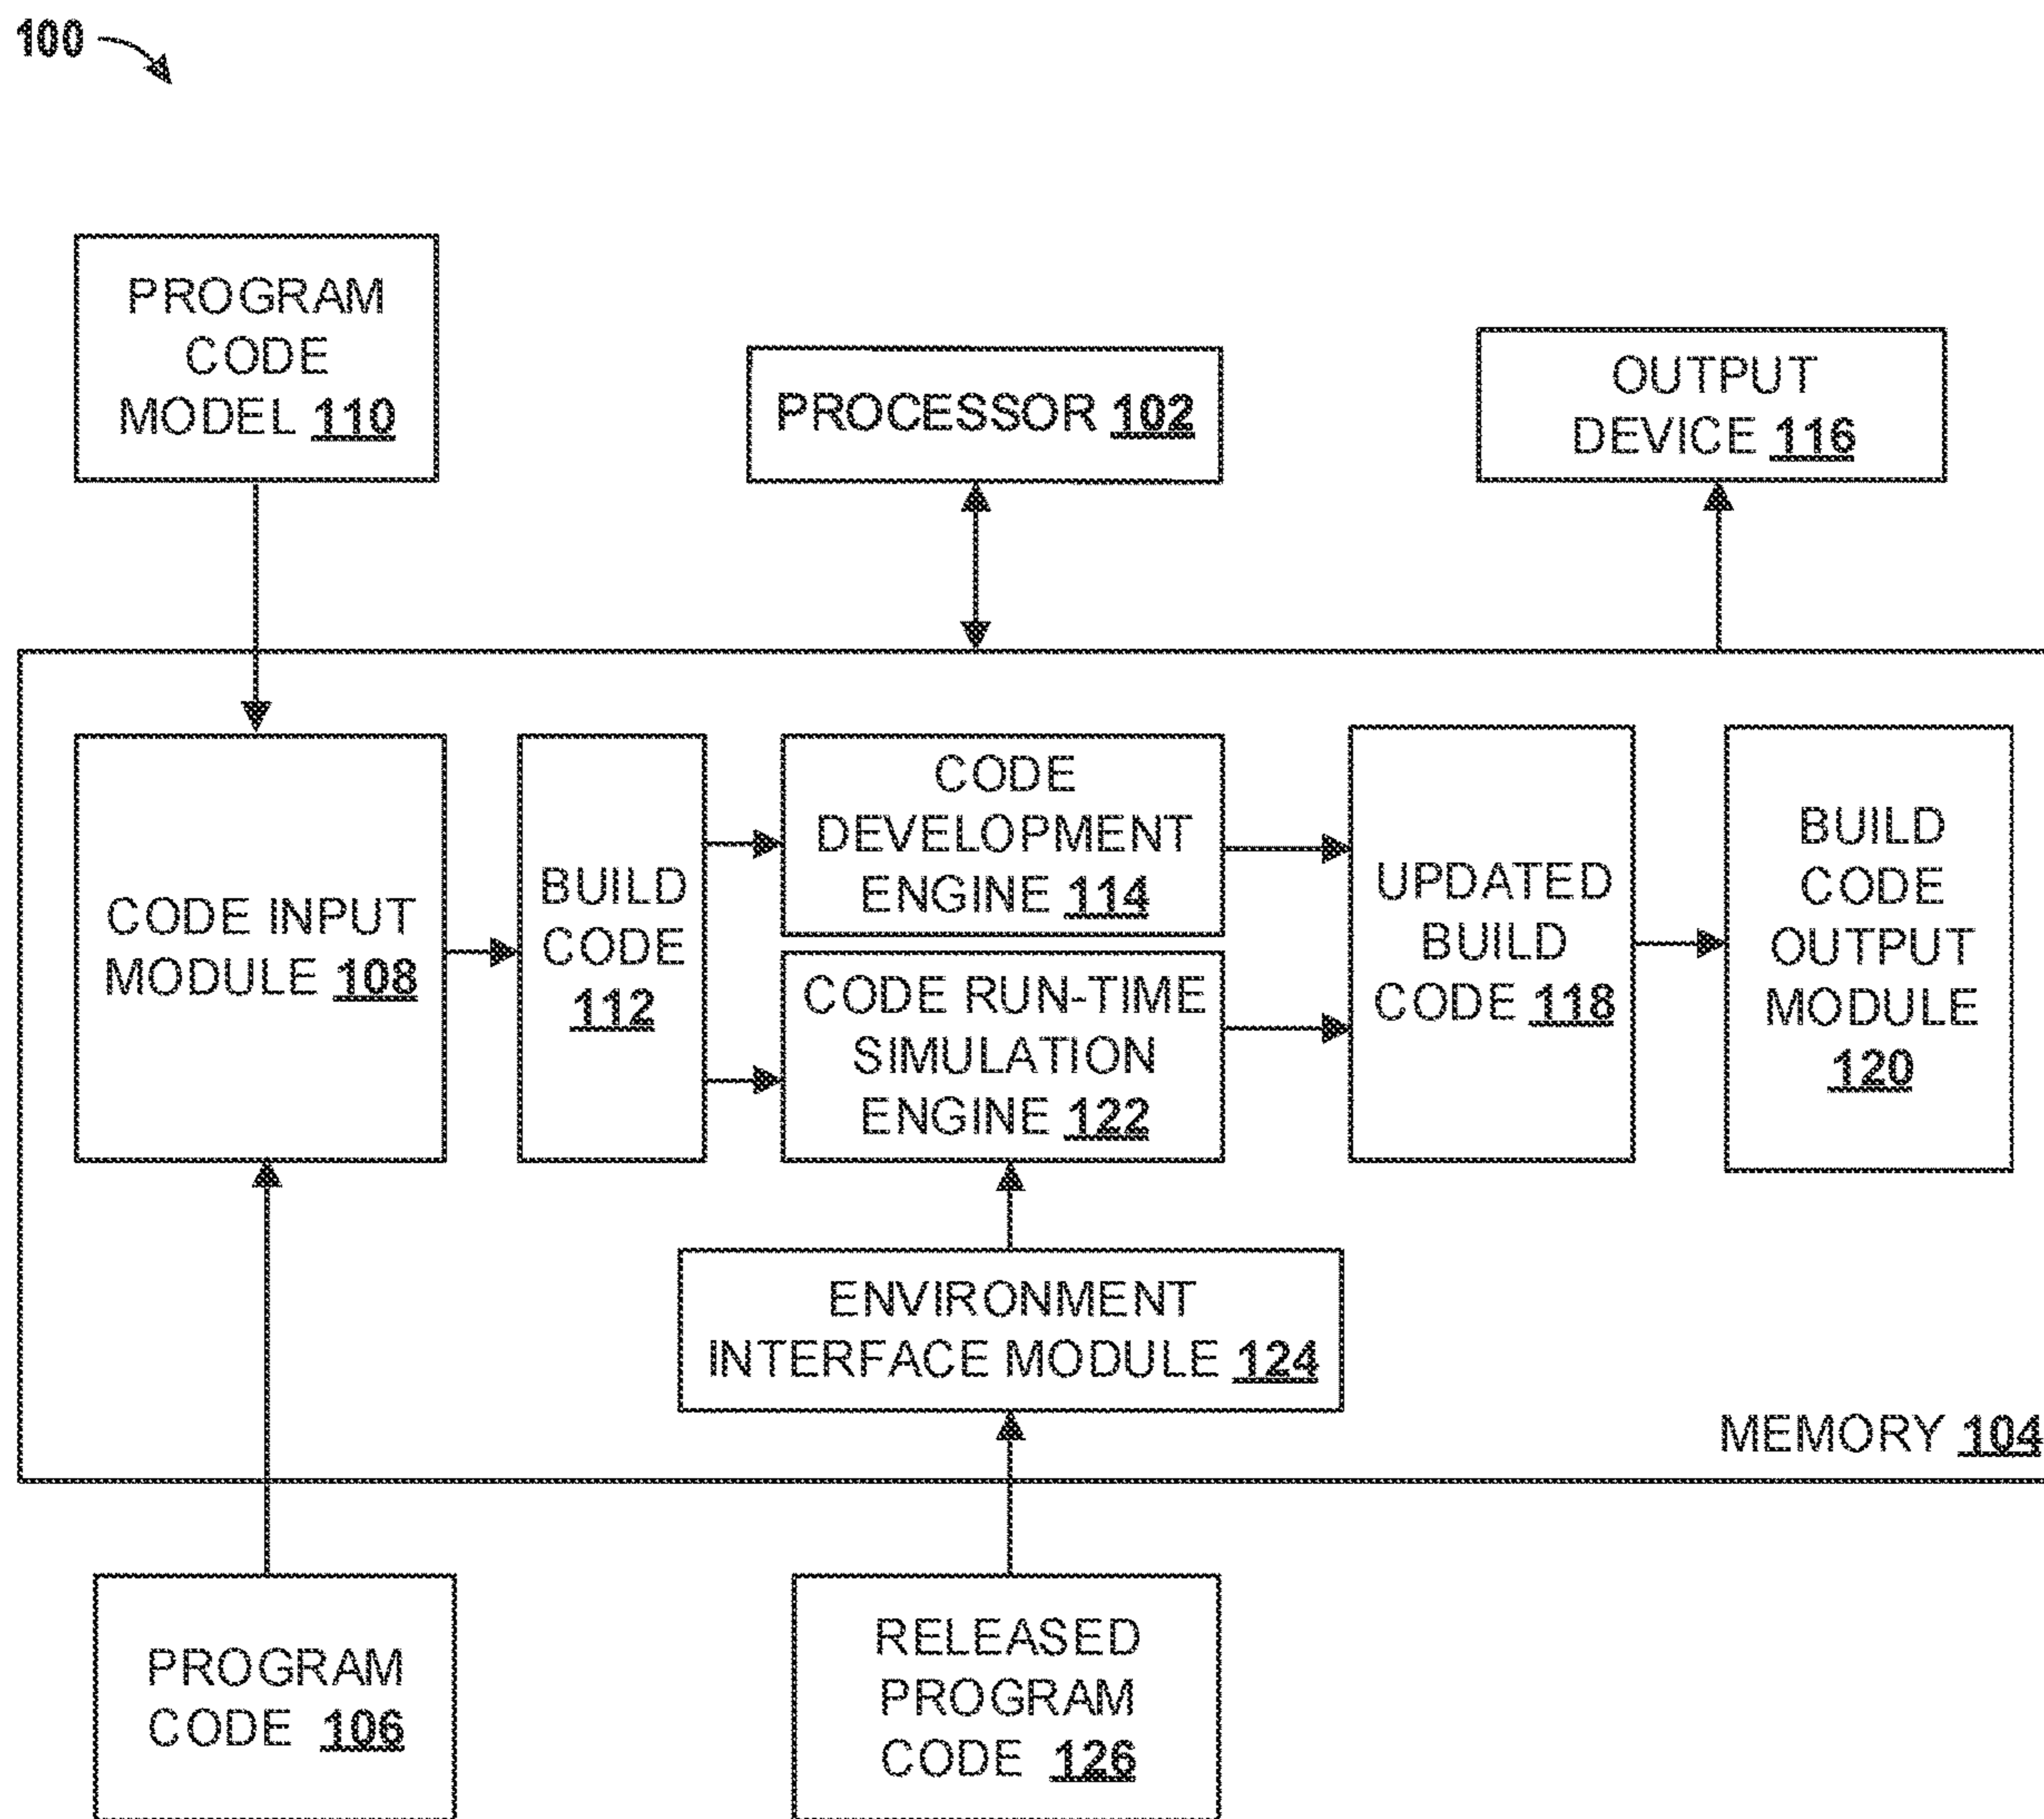 100
PROGRAM
CODE
MODEL 110
PROCESSOR 102
OUTPUT
DEVICE 116
CODE INPUT
MODULE 108
BUILD
CODE
112
CODE
DEVELOPMENT
ENGINE 114
CODE RUN-TIME
SIMULATION
ENGINE 122
UPDATED
BUILD
CODE 118
BUILD
CODE
OUTPUT
MODULE
120
ENVIRONMENT
INTERFACE MODULE 124
MEMORY 104
PROGRAM
CODE 106
RELEASED
PROGRAM
CODE 126